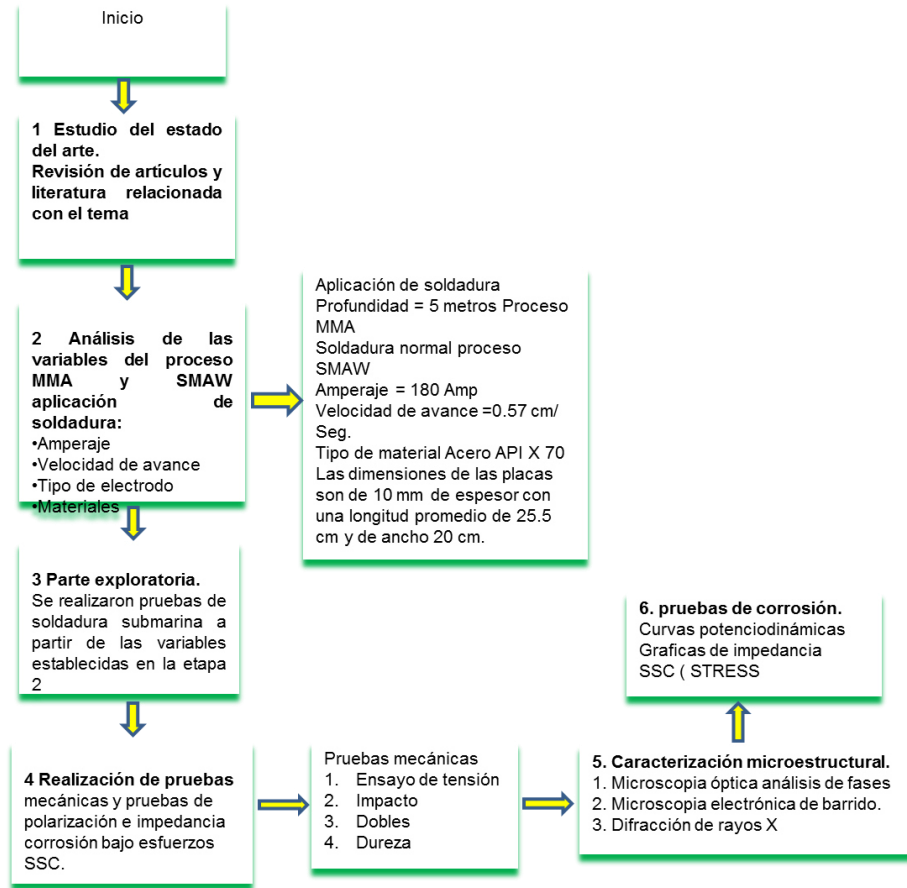 Inicio
1 Estudio del estado
del arte.
Revisión de artículos y
literatura relacionada
con el tema
2 Análisis de las
variables del proceso
MMA y SMAW
aplicación de
soldadura:
•Amperaje
•Velocidad de avance
•Tipo de electrodo
•Materiales
Aplicación de soldadura
Profundidad = 5 metros Proceso
MMA
Soldadura normal proceso
SMAW
Amperaje = 180 Amp
Velocidad de avance =0.57 cm/
Seg.
Tipo de material Acero API X 70
Las dimensiones de las placas
son de 10 mm de espesor con
una longitud promedio de 25.5
cm y de ancho 20 cm.
3 Parte exploratoria.
Se realizaron pruebas de
soldadura submarina a
partir de las variables
establecidas en la etapa
2
4 Realización de pruebas
mecánicas y pruebas de
polarización e impedancia
corrosión bajo esfuerzos
SSC.
Pruebas mecánicas
1. Ensayo de tensión
2. Impacto
3. Dobles
4. Dureza
5. Caracterización microestructural.
1. Microscopia óptica análisis de fases
2. Microscopia electrónica de barrido.
3. Difracción de rayos X
6. pruebas de corrosión.
Curvas potenciodinámicas
Graficas de impedancia
SSC ( STRESS